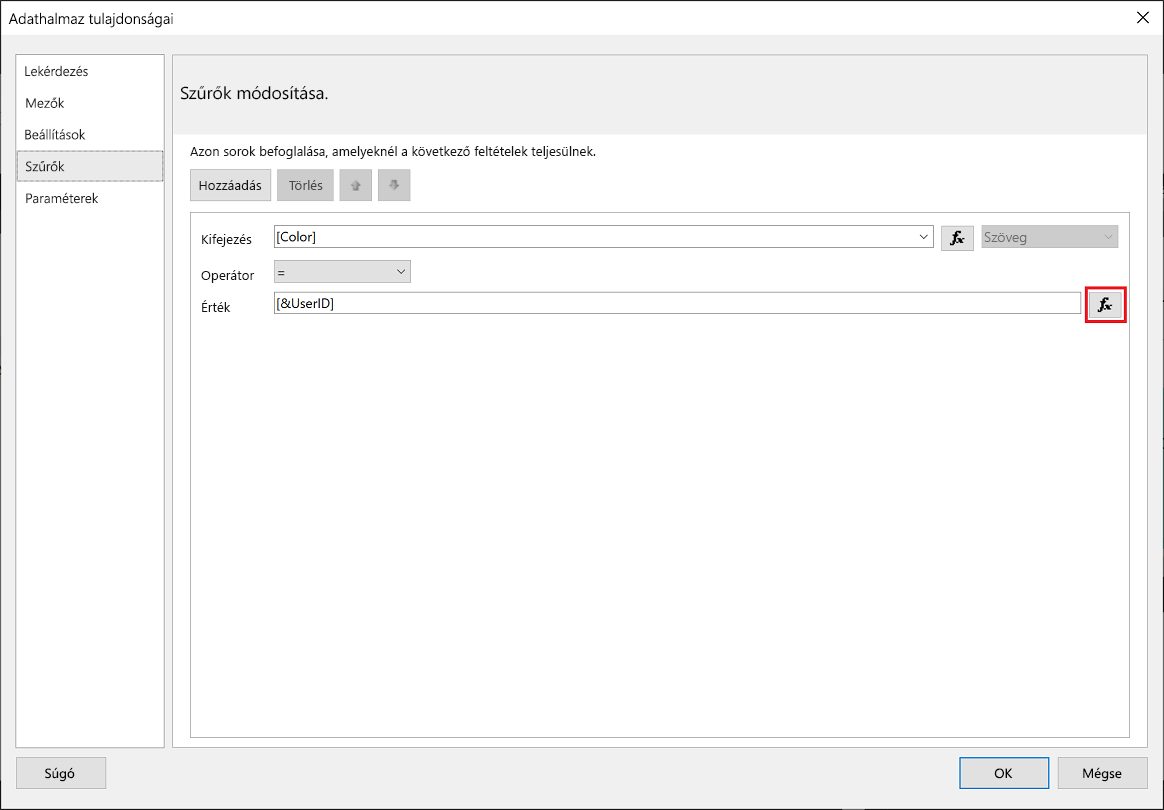 Adathalmaz tulajdonságai
Lekérdezés
Mezők
Beállítások
Szűrők
Paraméterek
Szűrők módosítása.
Azon sorok befoglalása, amelyeknél a következő feltételek teljesülnek.
Hozzáadás Törlés
Kifejezés [Color] fx Szöveg
Operátor =
Érték [&UserID] fx
Súgó OK Mégse